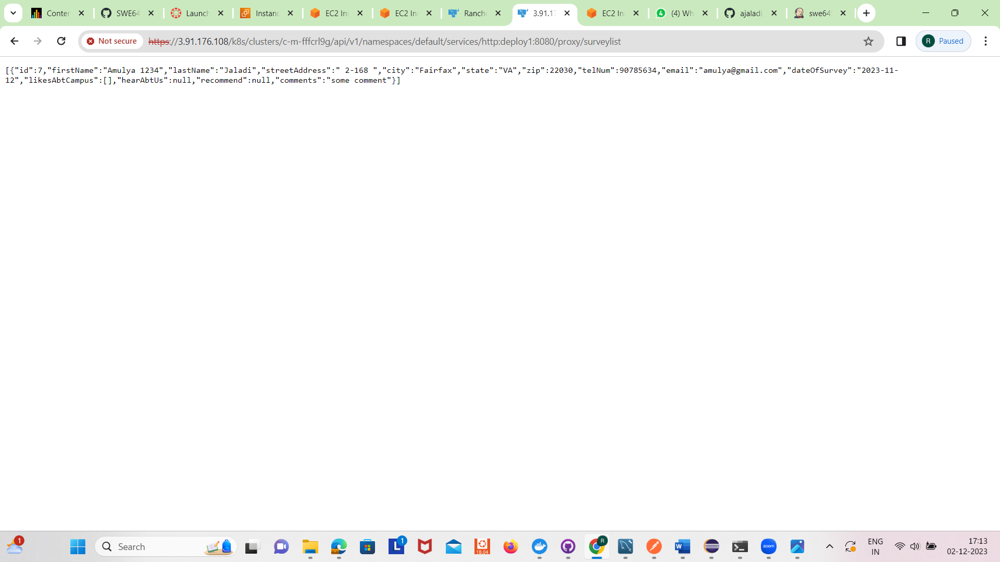 Conter
SWE64
Launch
Instanc
EC2 Ins
EC2 In
Ranche
3.91.17
EC2 In
(4) Wh
ajaladi
swe64
Not secure
https://3.91.176.108/k8s/clusters/c-m-fffcrl9g/api/v1/namespaces/default/services/http:deploy1:8080/proxy/surveylist
R Paused
[{"id":7,"firstName":"Amulya 1234","lastName":"Jaladi","streetAddress":" 2-168 ","city":"Fairfax","state":"VA","zip":22030,"telNum":90785634,"email":"amulya@gmail.com","dateOfSurvey":"2023-11-
12","likesAbtCampus":[],"hearAbtUs":null,"recommend":null,"comments":"some comment"}]
1
Search
L 1
18.04
R
W
zoom
ENG
IN
17:13
02-12-2023